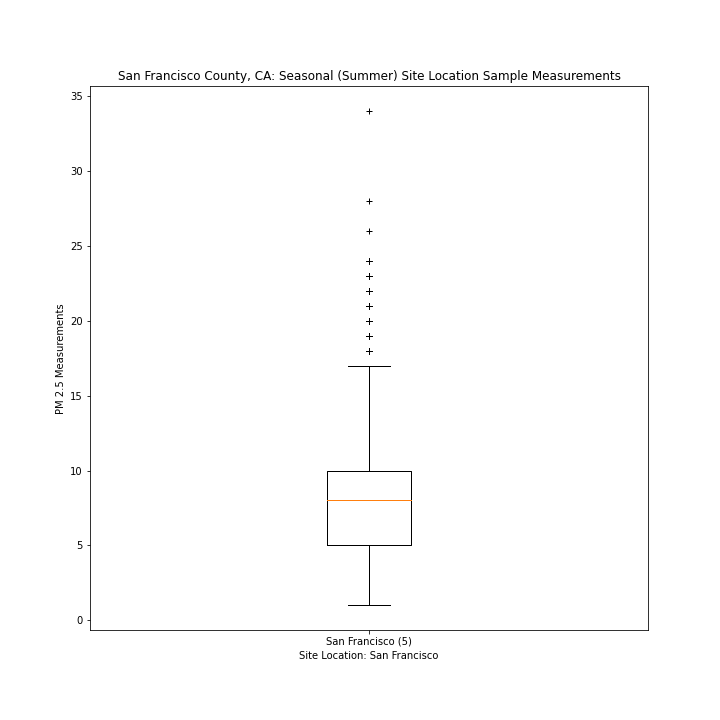 San Francisco County, CA: Seasonal (Summer) Site Location Sample Measurements
35
30
25
20
15
10
5
0
PM 2.5 Measurements
San Francisco (5)
Site Location: San Francisco